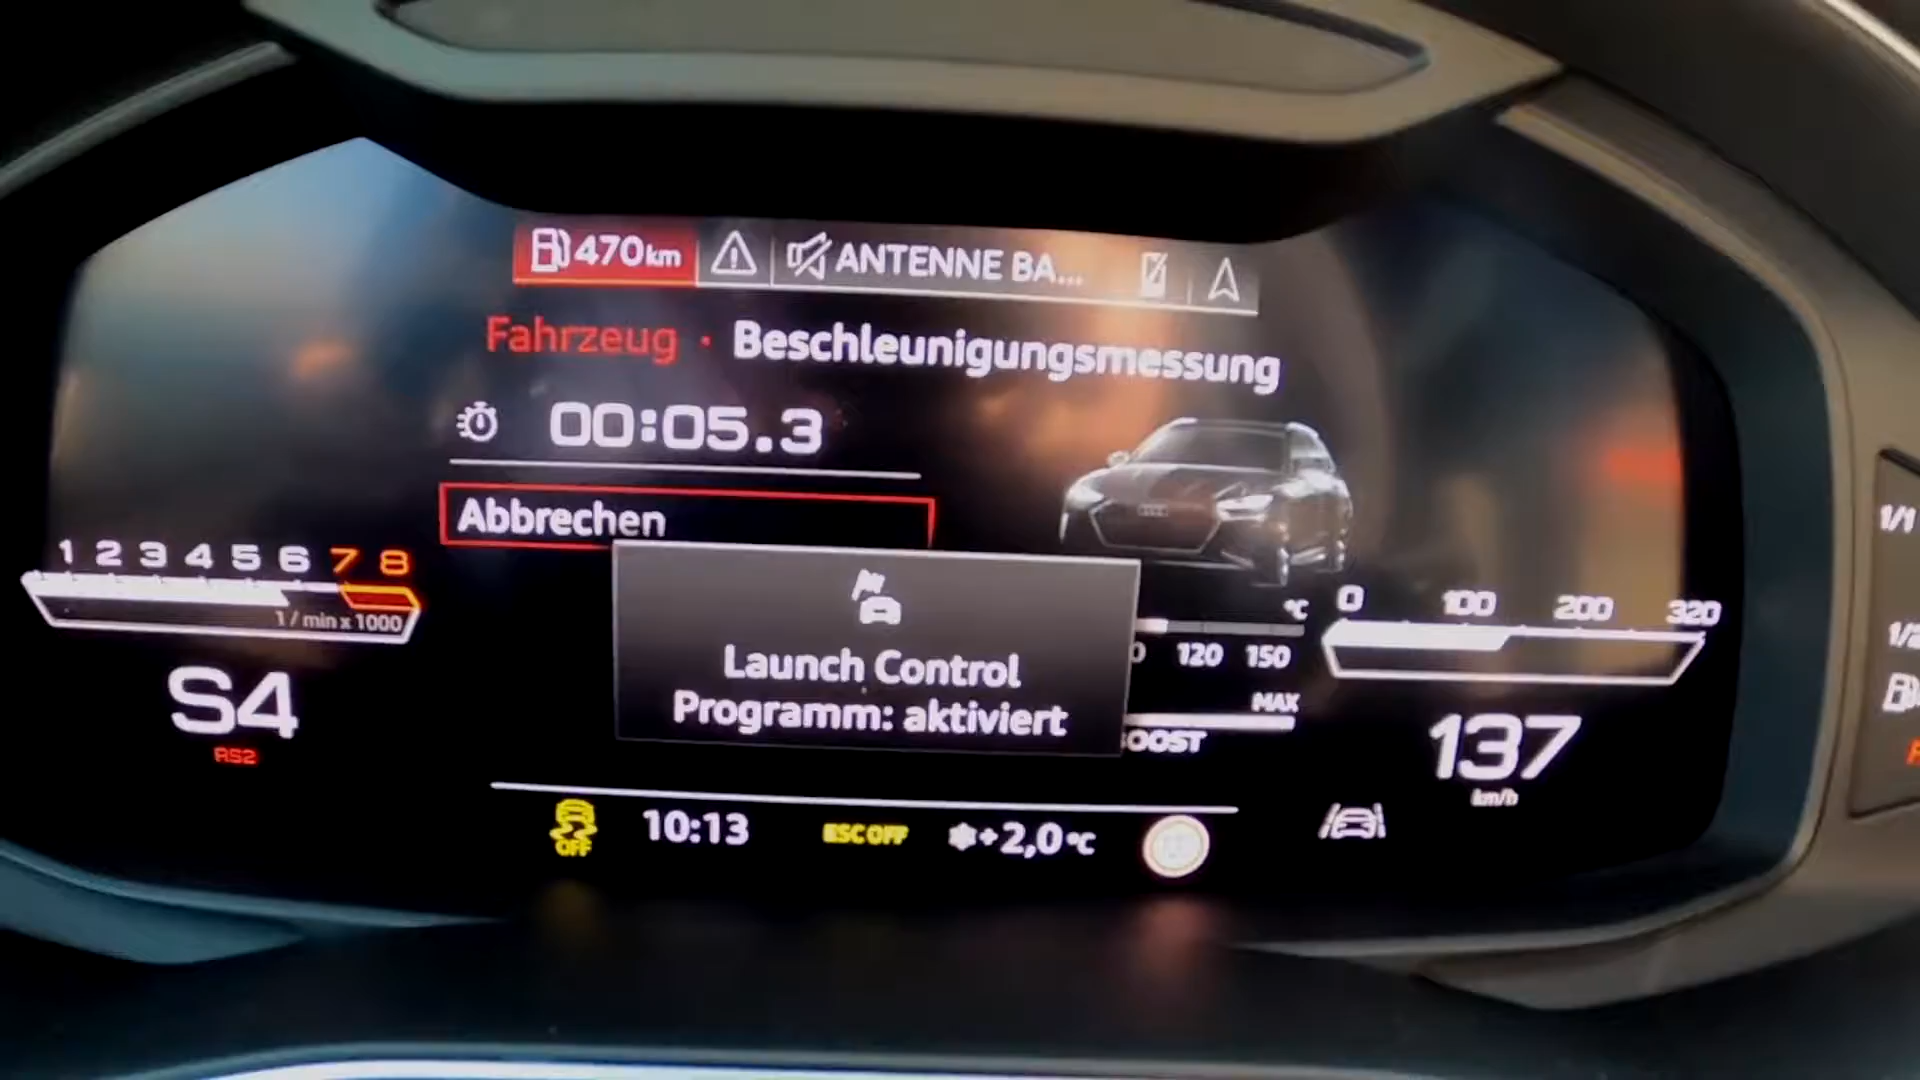 470km
ANTENNE BA...
Fahrzeug · Beschleunigungsmessung
00:05.3
Abbrechen
1 2 3 4 5 6 7 8
1/min x 1000
S4
RS2
Launch Control
Programm: aktiviert
°C
120 150
MAX
BOOST
0 100 200 320
137
km/h
OFF
10:13
ESC OFF
+2,0°C
1/1